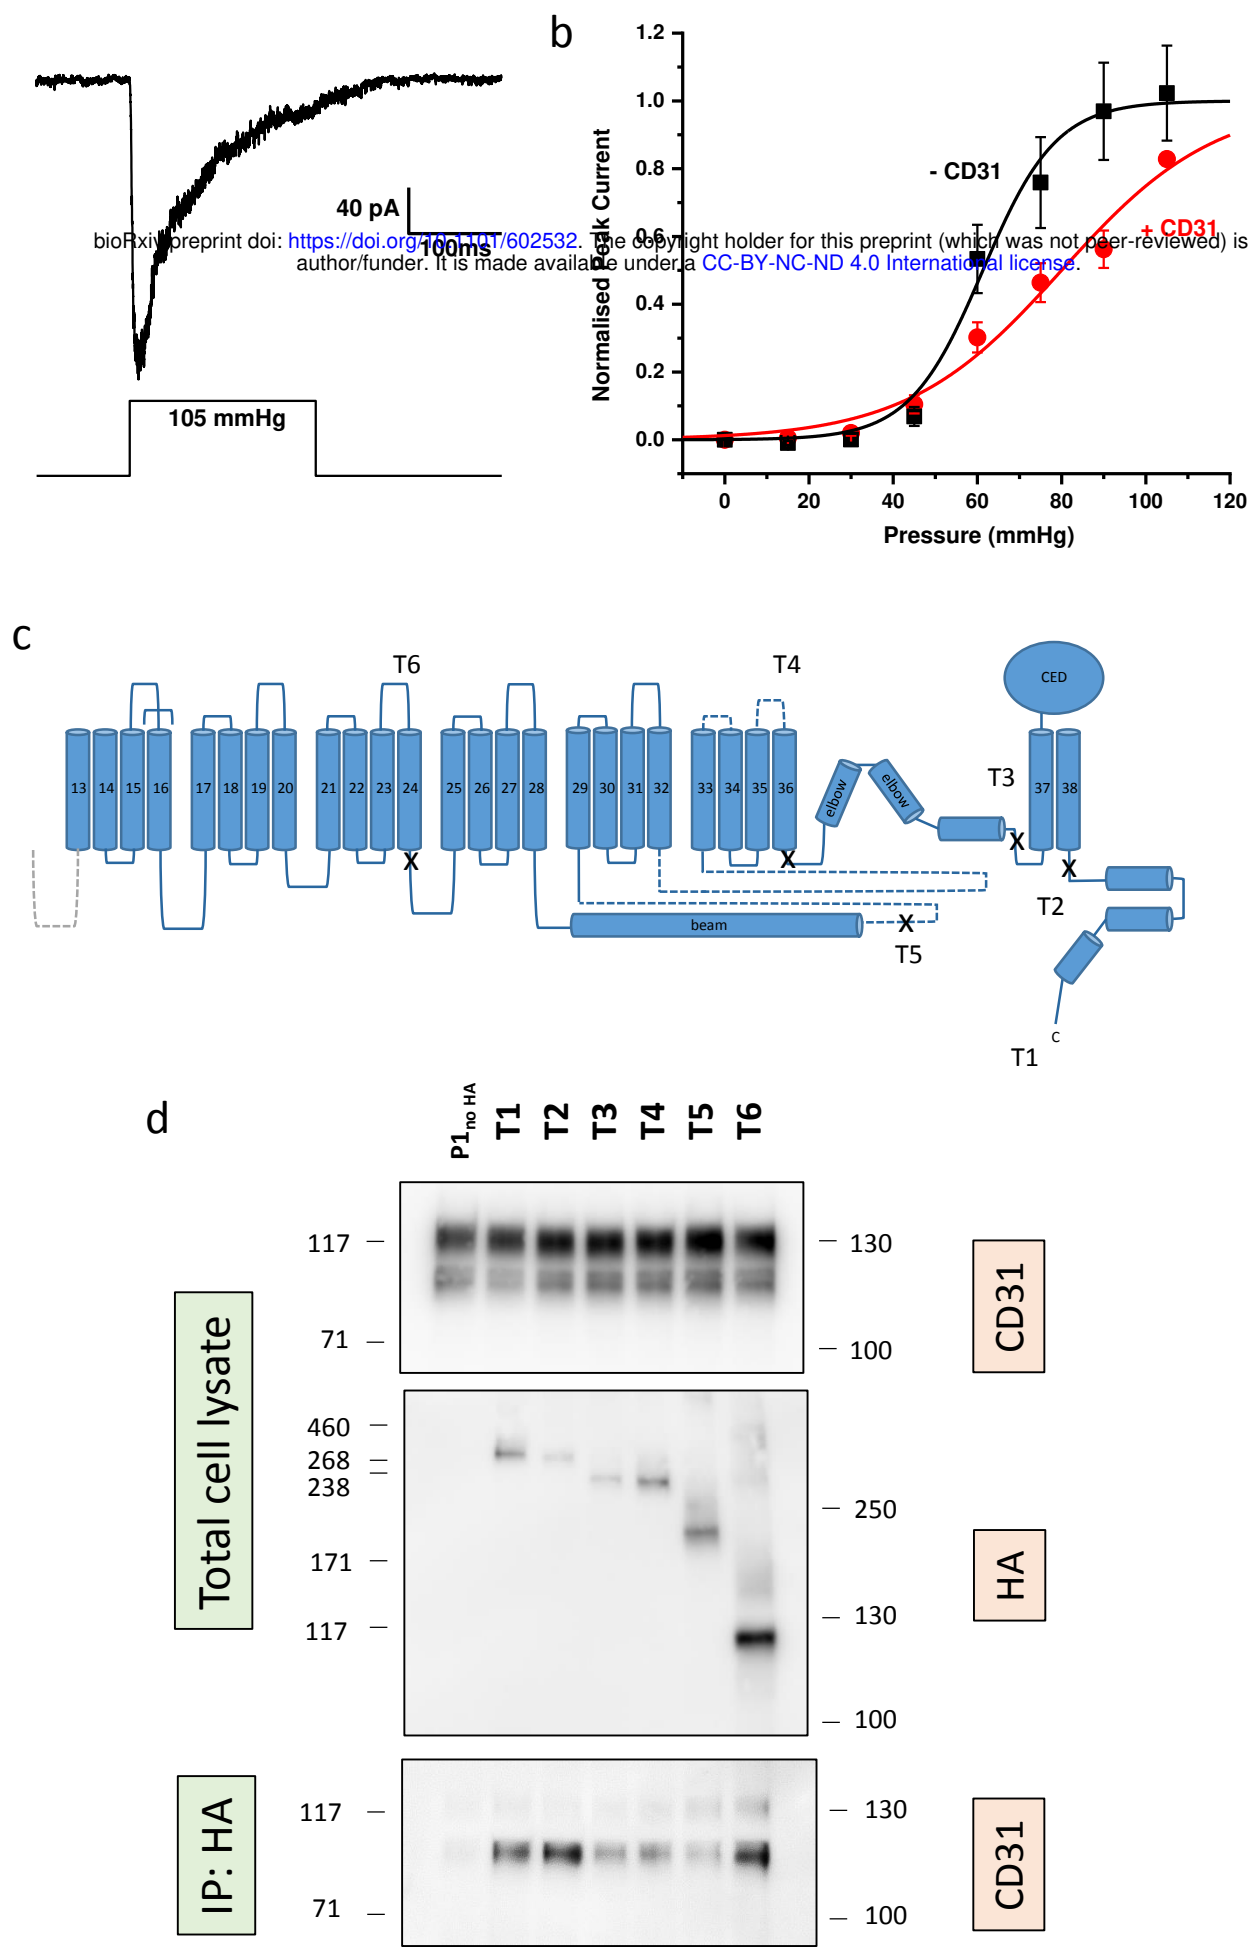 b
1.2
1.0
0.8
0.6
0.4
0.2
0.0
Normalised Peak Current
- CD31
+ CD31
0 20 40 60 80 100 120
Pressure (mmHg)
40 pA
100ms
105 mmHg
bioRxiv preprint doi: https://doi.org/10.1101/602532. The copyright holder for this preprint (which was not peer-reviewed) is
author/funder. It is made available under a CC-BY-NC-ND 4.0 International license.
c
T6 T4
CED
T3
13 14 15 16 17 18 19 20 21 22 23 24 25 26 27 28 29 30 31 32 33 34 35 36 elbow elbow 37 38
X X X X
T2
beam X
T5
C
T1
d
P1no HA T1 T2 T3 T4 T5 T6
117 130
71 100
CD31
Total cell lysate
460
268
238
171
117
250
130
100
HA
IP: HA
117 130
71 100
CD31